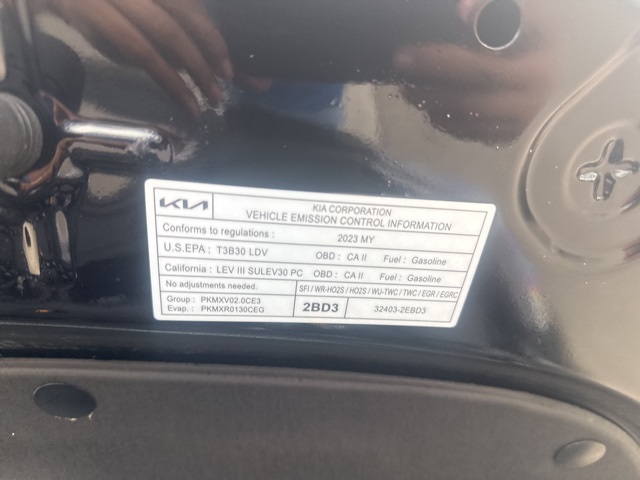 KIA
KIA CORPORATION
VEHICLE EMISSION CONTROL INFORMATION
Conforms to regulations : 2023 MY
U.S.EPA : T3B30 LDV OBD : CA II Fuel : Gasoline
California : LEV III SULEV30 PC OBD : CA II Fuel : Gasoline
No adjustments needed. SFI / WR-HO2S / HO2S / WU-TWC / TWC / EGR / EGRC
Group : PKMXV02.0CE3
Evap. : PKMXR0130CEG
2BD3
32403-2EBD3